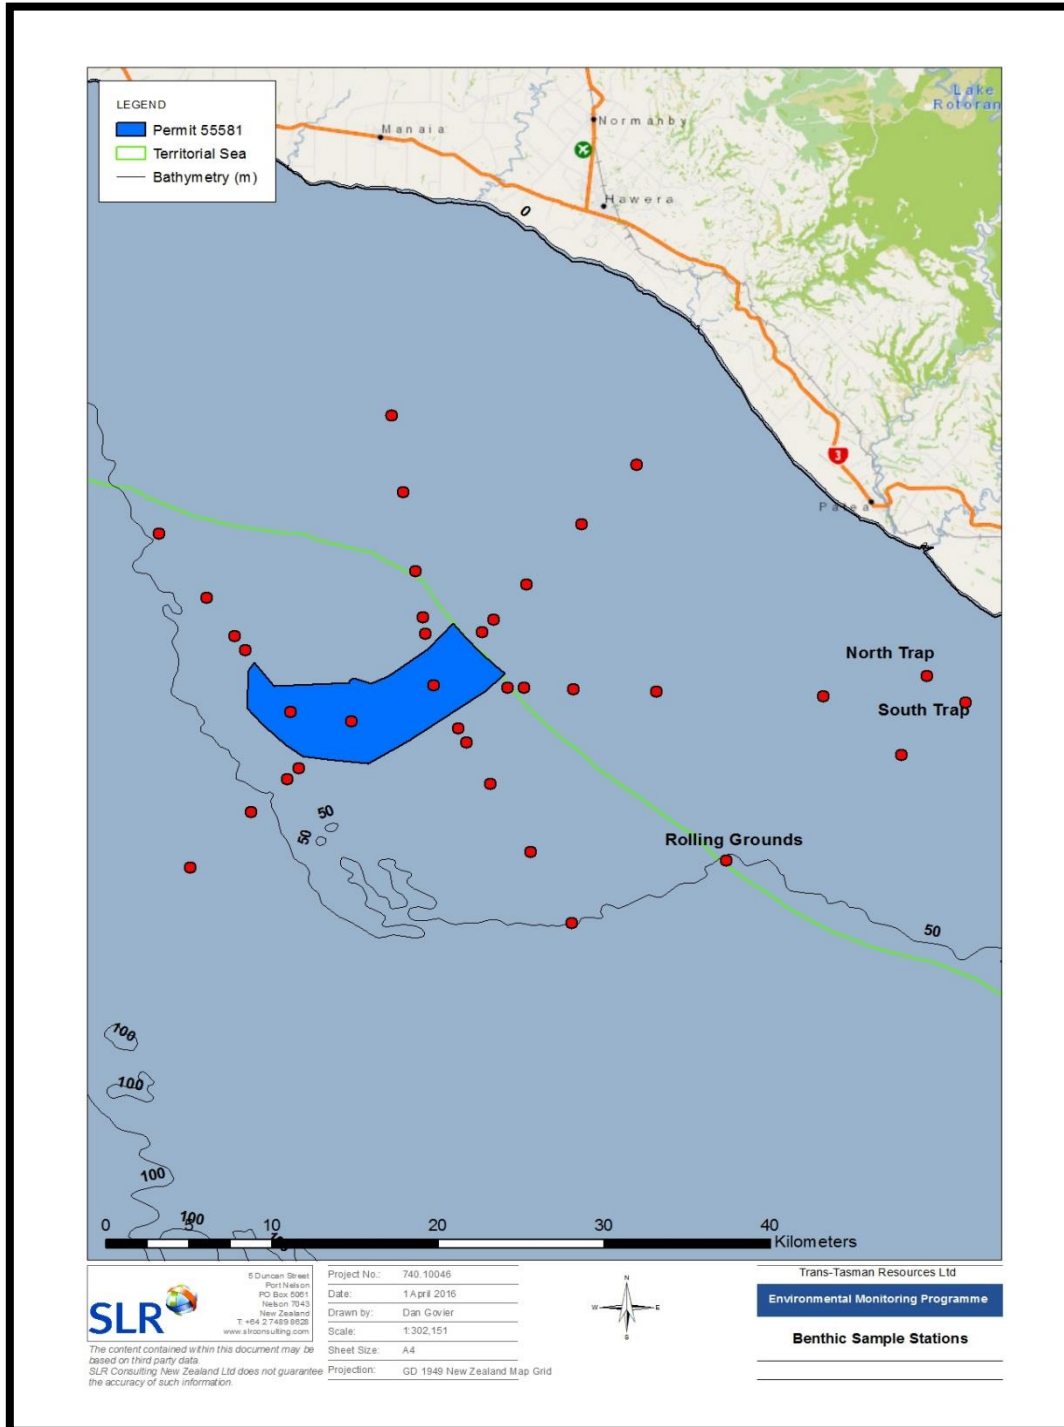 LEGEND
Permit 55581
Territorial Sea
Bathymetry (m)
Manaia
Normanby
Hawera
Lake
Rotoran
0
3
Patea
North Trap
South Trap
Rolling Grounds
50
50
50
100
100
100
100
0 5 10 20 30 40
Kilometers
SLR
5 Duncan Street
Port Nelson
PO Box 5061
Nelson 7043
New Zealand
T: +64 2 7489 8628
www.slrconsulting.com
The content contained within this document may be
based on third party data.
SLR Consulting New Zealand Ltd does not guarantee
the accuracy of such information.
Project No.: 740.10046
Date: 1 April 2016
Drawn by: Dan Govier
Scale: 1:302,151
Sheet Size: A4
Projection: GD 1949 New Zealand Map Grid
N
W E
S
Trans-Tasman Resources Ltd
Environmental Monitoring Programme
Benthic Sample Stations